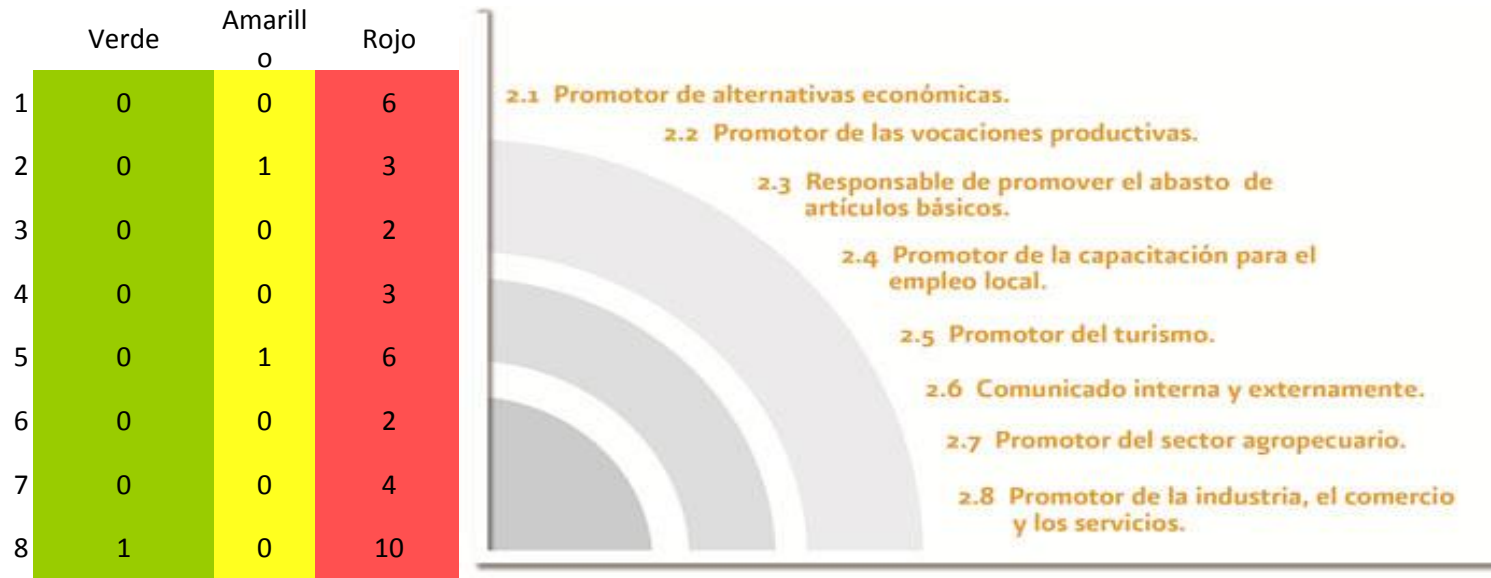 Verde Amarill Rojo
o
1 0 0 6
2 0 1 3
3 0 0 2
4 0 0 3
5 0 1 6
6 0 0 2
7 0 0 4
8 1 0 10
2.1 Promotor de alternativas económicas.
2.2 Promotor de las vocaciones productivas.
2.3 Responsable de promover el abasto de
artículos básicos.
2.4 Promotor de la capacitación para el
empleo local.
2.5 Promotor del turismo.
2.6 Comunicado interna y externamente.
2.7 Promotor del sector agropecuario.
2.8 Promotor de la industria, el comercio
y los servicios.